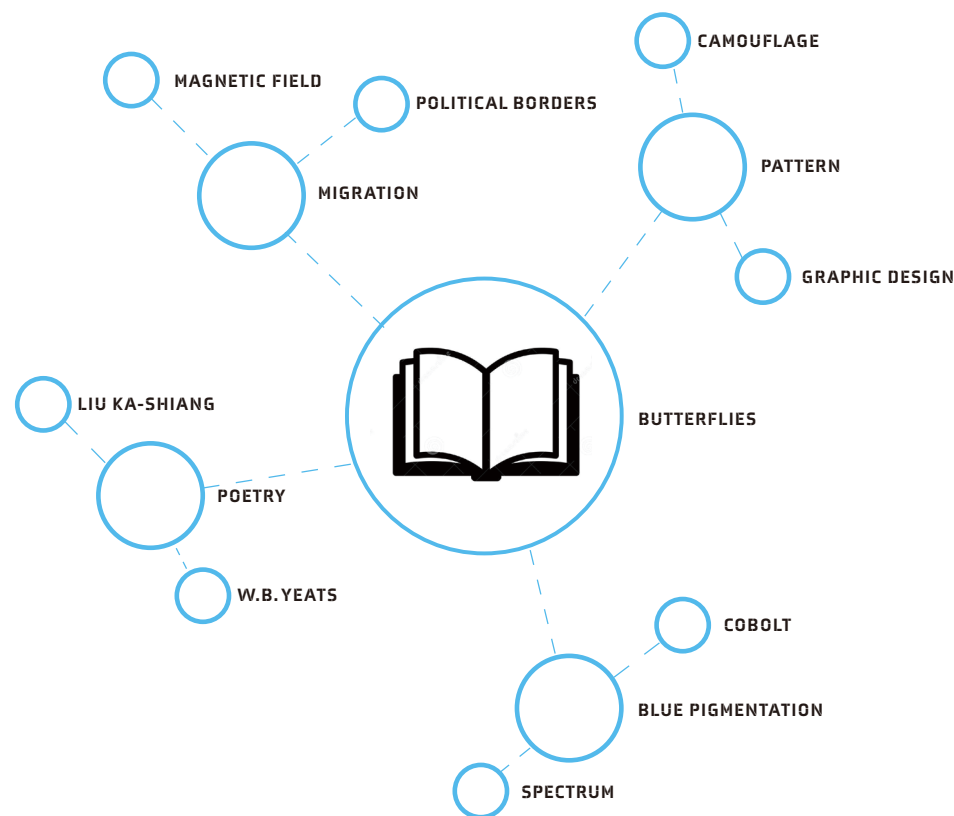 CAMOUFLAGE
MAGNETIC FIELD
POLITICAL BORDERS
PATTERN
MIGRATION
GRAPHIC DESIGN
LIU KA-SHIANG
BUTTERFLIES
POETRY
W.B.YEATS
COBOLT
BLUE PIGMENTATION
SPECTRUM